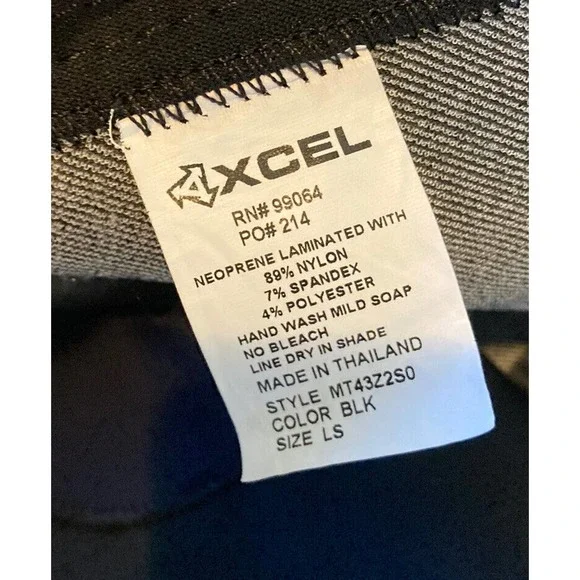 XCEL
RN# 99064
PO# 214
NEOPRENE LAMINATED WITH
89% NYLON
7% SPANDEX
4% POLYESTER
HAND WASH MILD SOAP
NO BLEACH
LINE DRY IN SHADE
MADE IN THAILAND
STYLE MT43Z2S0
COLOR BLK
SIZE LS